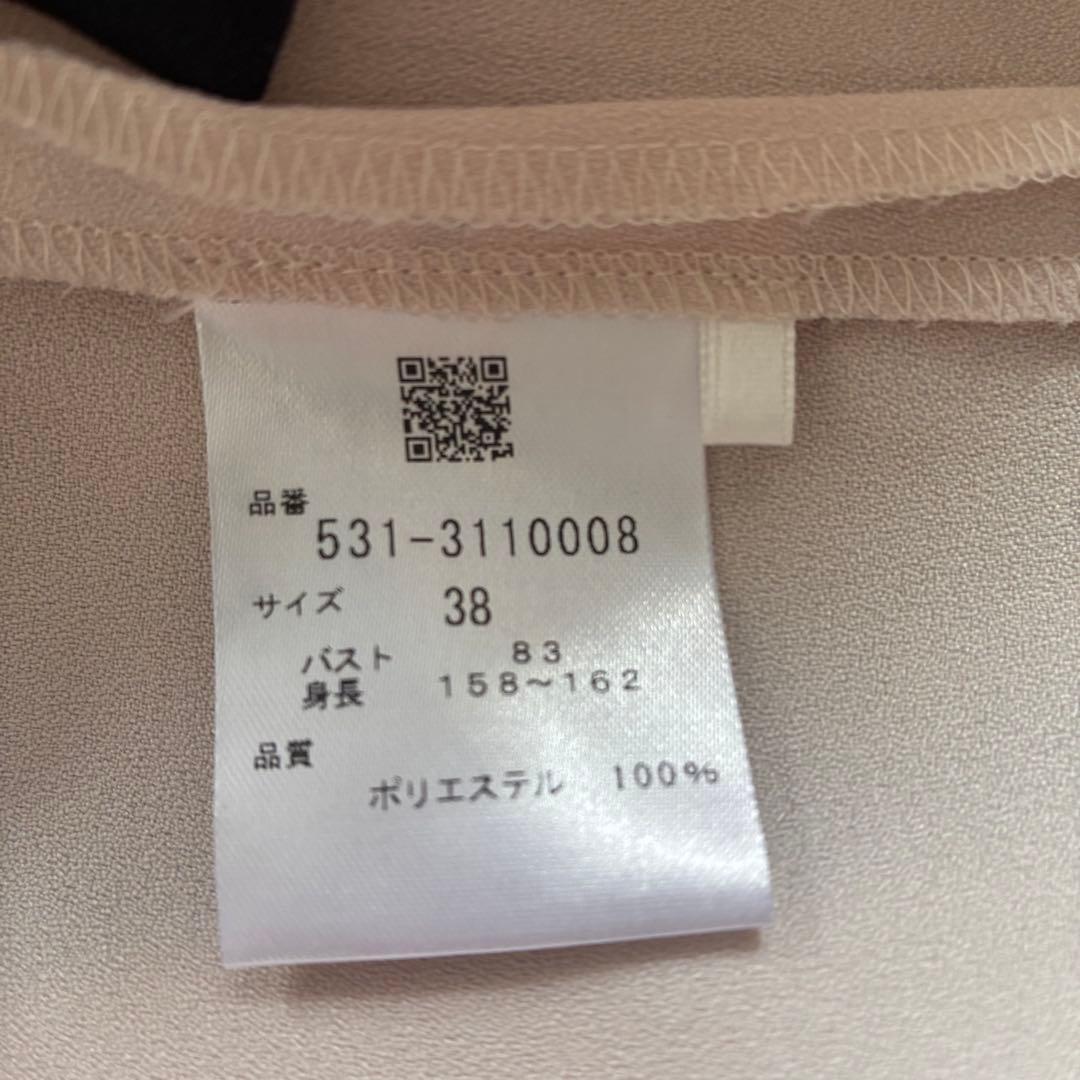 品番
531-3110008
サイズ 38
バスト 83
身長 158~162
品質
ポリエステル 100%